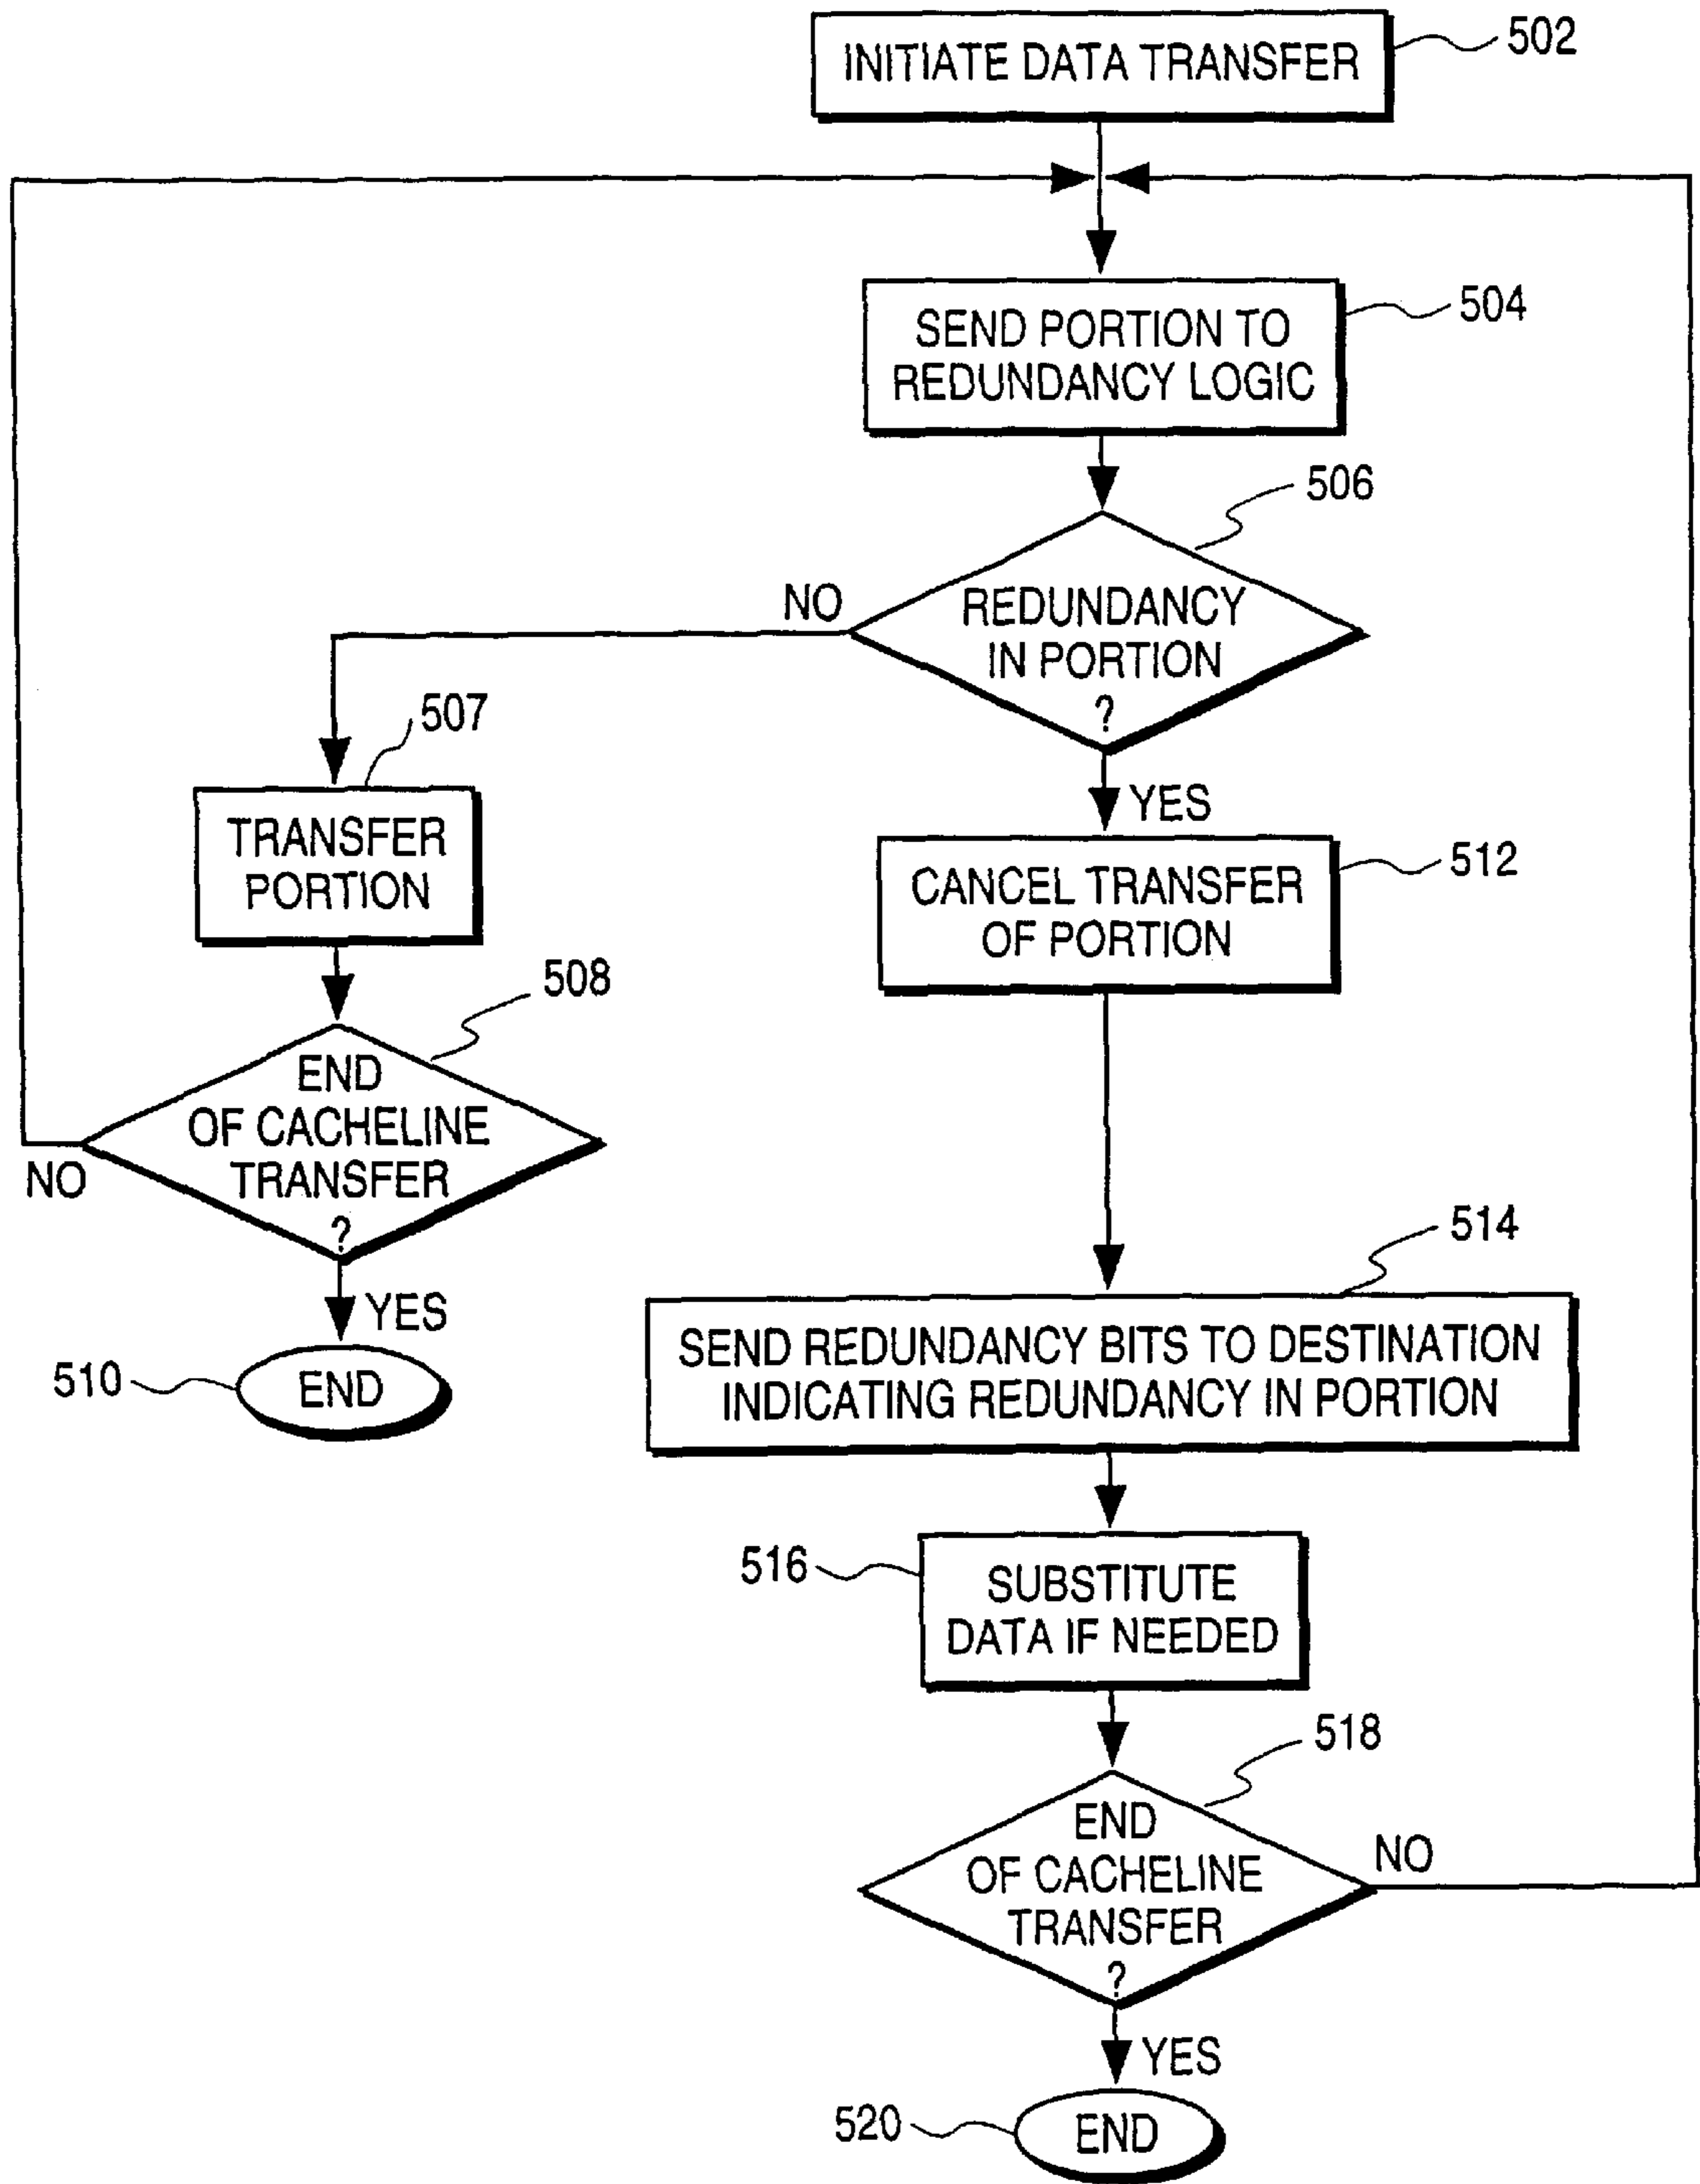 INITIATE DATA TRANSFER
502
SEND PORTION TO
REDUNDANCY LOGIC
504
506
REDUNDANCY
IN PORTION
?
NO
YES
507
TRANSFER
PORTION
512
CANCEL TRANSFER
OF PORTION
508
END
OF CACHELINE
TRANSFER
?
NO
YES
510
END
514
SEND REDUNDANCY BITS TO DESTINATION
INDICATING REDUNDANCY IN PORTION
516
SUBSTITUTE
DATA IF NEEDED
518
END
OF CACHELINE
TRANSFER
?
NO
YES
520
END